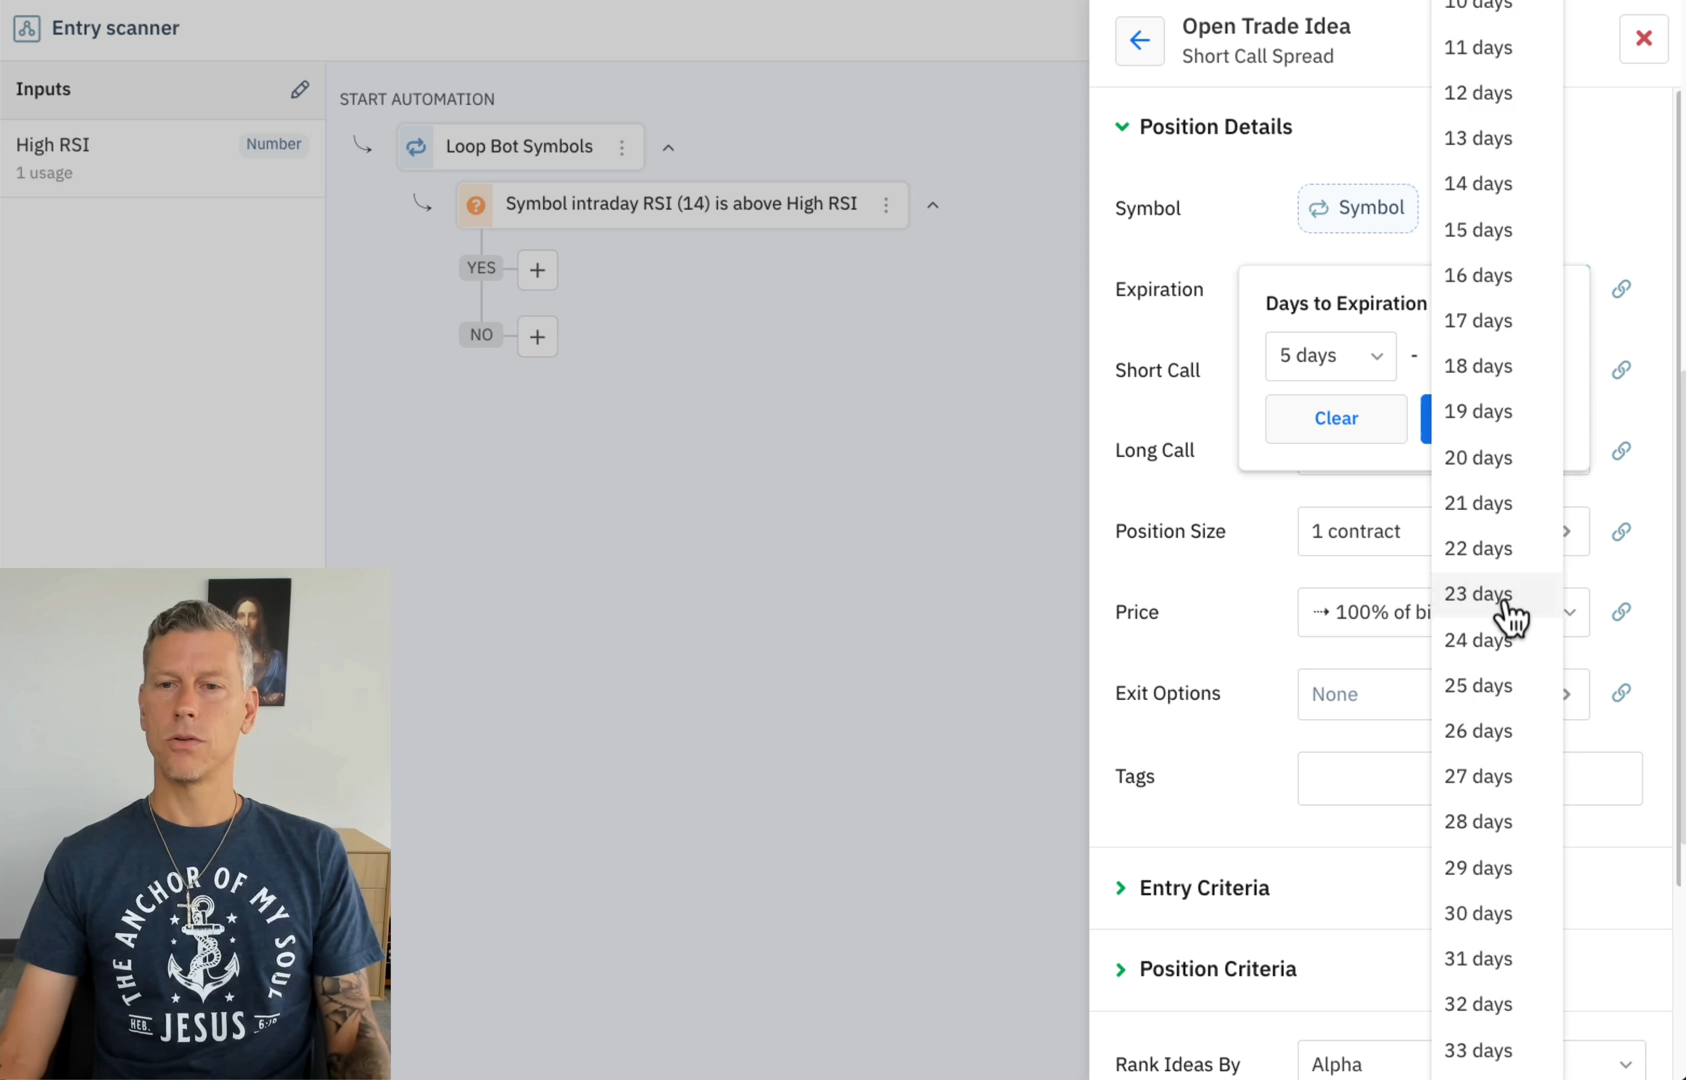 Entry scanner
Inputs
High RSI
Number
1 usage
START AUTOMATION
Loop Bot Symbols
Symbol intraday RSI (14) is above High RSI
YES
NO
Open Trade Idea
Short Call Spread
Position Details
Symbol
Symbol
Expiration
Days to Expiration
5 days
-
Clear
Short Call
Long Call
Position Size
1 contract
Price
100% of bi
Exit Options
None
Tags
Entry Criteria
Position Criteria
Rank Ideas By
Alpha
10 days
11 days
12 days
13 days
14 days
15 days
16 days
17 days
18 days
19 days
20 days
21 days
22 days
23 days
24 days
25 days
26 days
27 days
28 days
29 days
30 days
31 days
32 days
33 days
THE ANCHOR OF MY SOUL
HEB.
JESUS